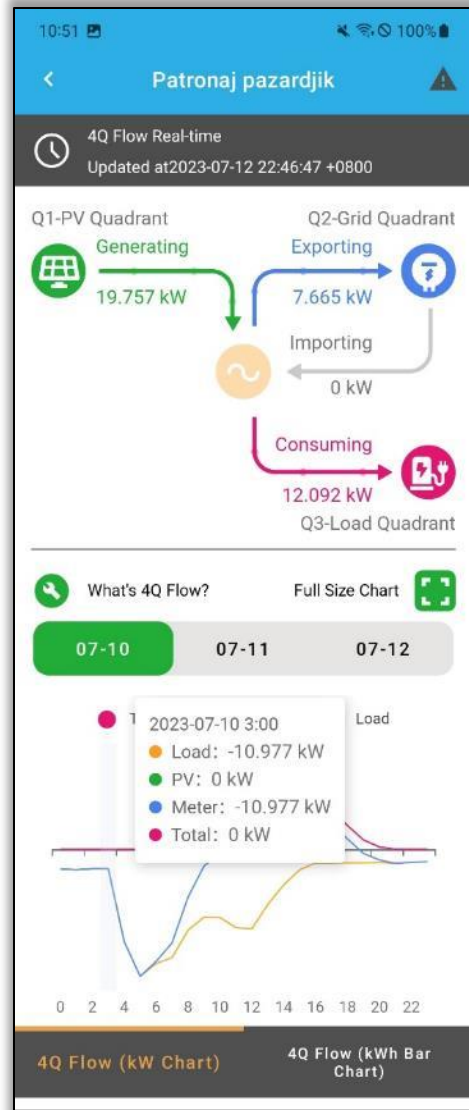 10:51 100%
Patronaj pazardjik
4Q Flow Real-time
Updated at2023-07-12 22:46:47 +0800
Q1-PV Quadrant Q2-Grid Quadrant
Generating Exporting
19.757 kW 7.665 kW
Importing
0 kW
Consuming
12.092 kW
Q3-Load Quadrant
What's 4Q Flow? Full Size Chart
07-10 07-11 07-12
Load
2023-07-10 3:00
Load: -10.977 kW
PV: 0 kW
Meter: -10.977 kW
Total: 0 kW
0 2 4 6 8 10 12 14 16 18 20 22
4Q Flow (kW Chart) 4Q Flow (kWh Bar
Chart)